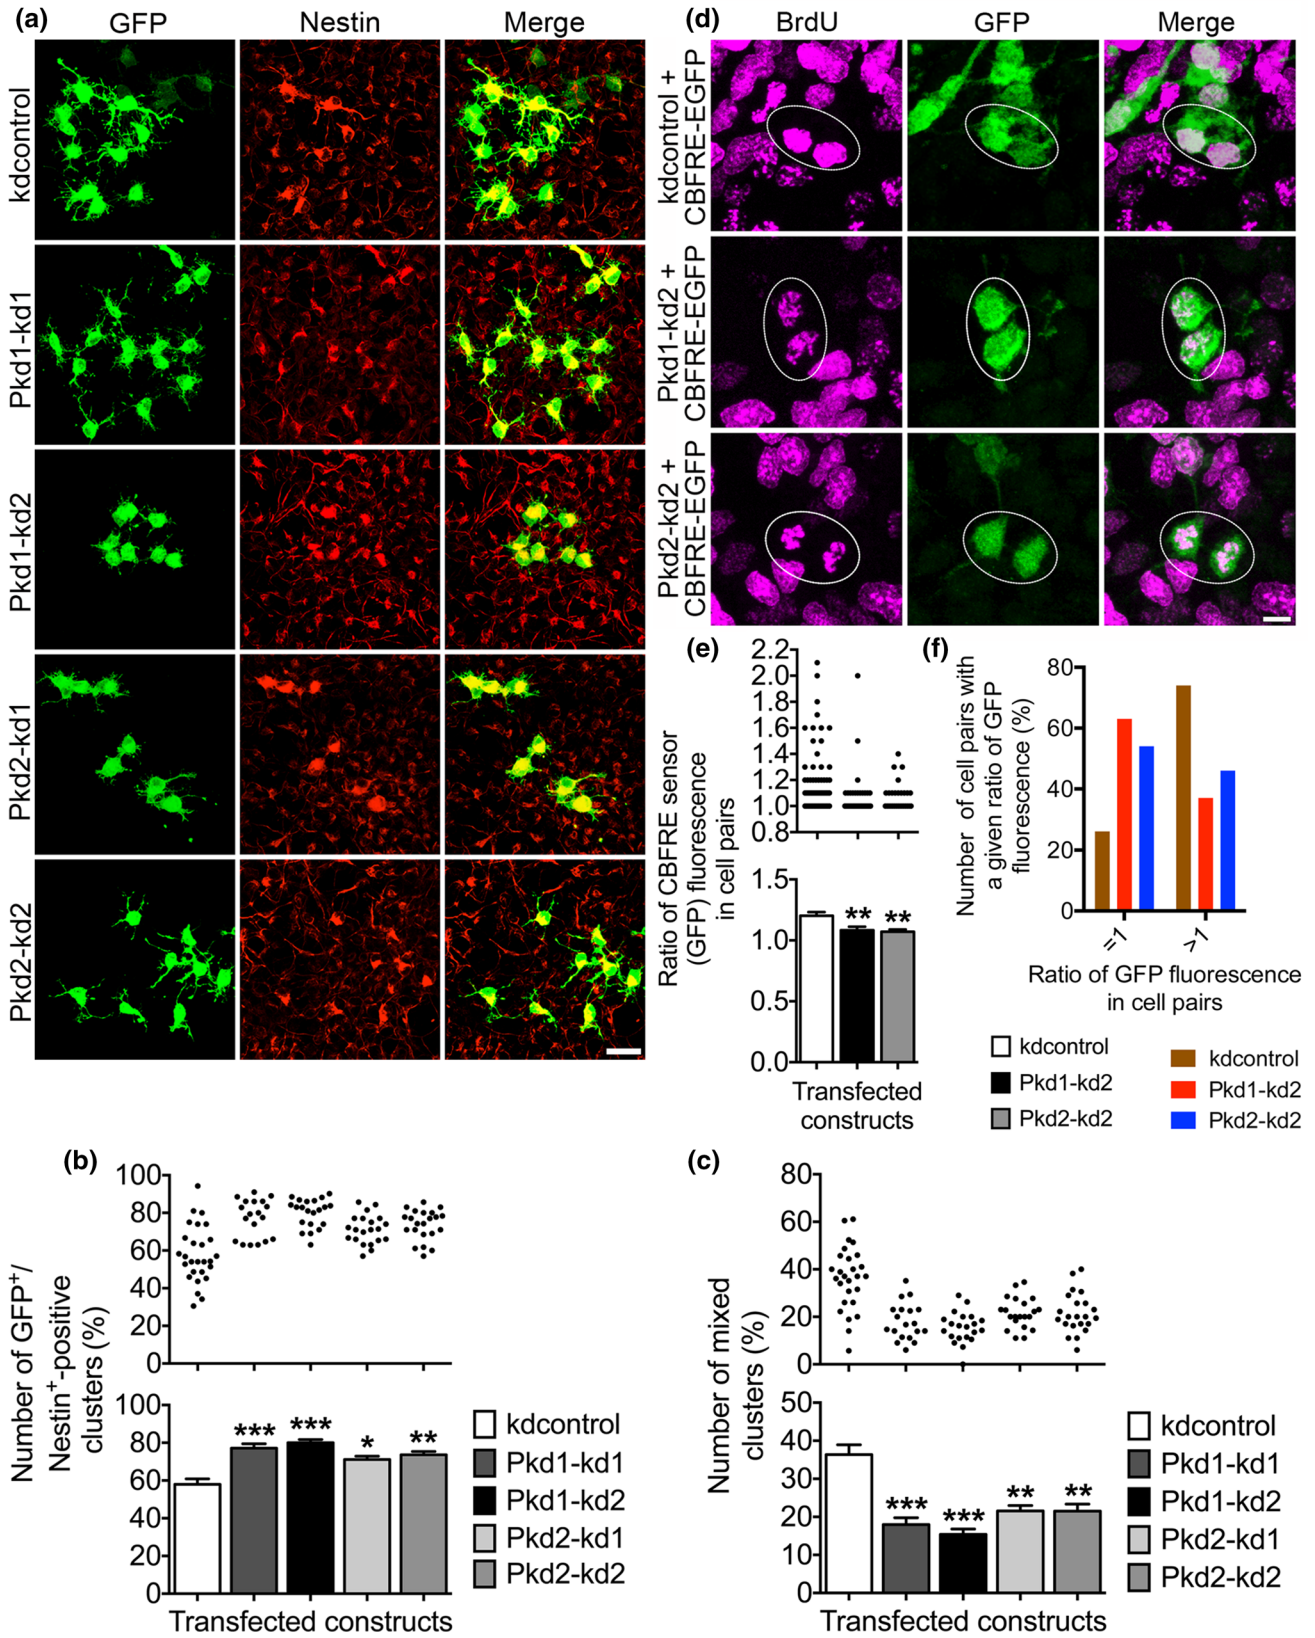 (a)
GFP
Nestin
Merge
kdcontrol
Pkd1-kd1
Pkd1-kd2
Pkd2-kd1
Pkd2-kd2
(d)
BrdU
GFP
Merge
kdcontrol +
CBFRE-EGFP
Pkd1-kd2 +
CBFRE-EGFP
Pkd2-kd2 +
CBFRE-EGFP
(e)
Ratio of CBFRE sensor
(GFP) fluorescence
in cell pairs
2.2
2.0
1.8
1.6
1.4
1.2
1.0
0.8
1.5
1.0
0.5
0.0
** **
Transfected
constructs
kdcontrol
Pkd1-kd2
Pkd2-kd2
(f)
Number of cell pairs with
a given ratio of GFP
fluorescence (%)
80
60
40
20
0
=1
>1
Ratio of GFP fluorescence
in cell pairs
kdcontrol
Pkd1-kd2
Pkd2-kd2
(b)
Number of GFP+/
Nestin+-positive
clusters (%)
100
80
60
40
20
0
100
80
60
40
20
0
*** *** * **
Transfected constructs
kdcontrol
Pkd1-kd1
Pkd1-kd2
Pkd2-kd1
Pkd2-kd2
(c)
Number of mixed
clusters (%)
80
60
40
20
0
50
40
30
20
10
0
*** *** ** **
Transfected constructs
kdcontrol
Pkd1-kd1
Pkd1-kd2
Pkd2-kd1
Pkd2-kd2